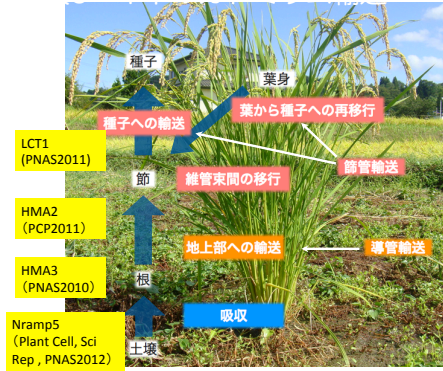 種子
葉身
種子への輸送
葉から種子への再移行
LCT1
(PNAS2011)
篩管輸送
節
維管束間の移行
HMA2
（PCP2011）
地上部への輸送
導管輸送
HMA3
（PNAS2010）
根
Nramp5
（Plant Cell, Sci
Rep , PNAS2012）
吸収
土壌